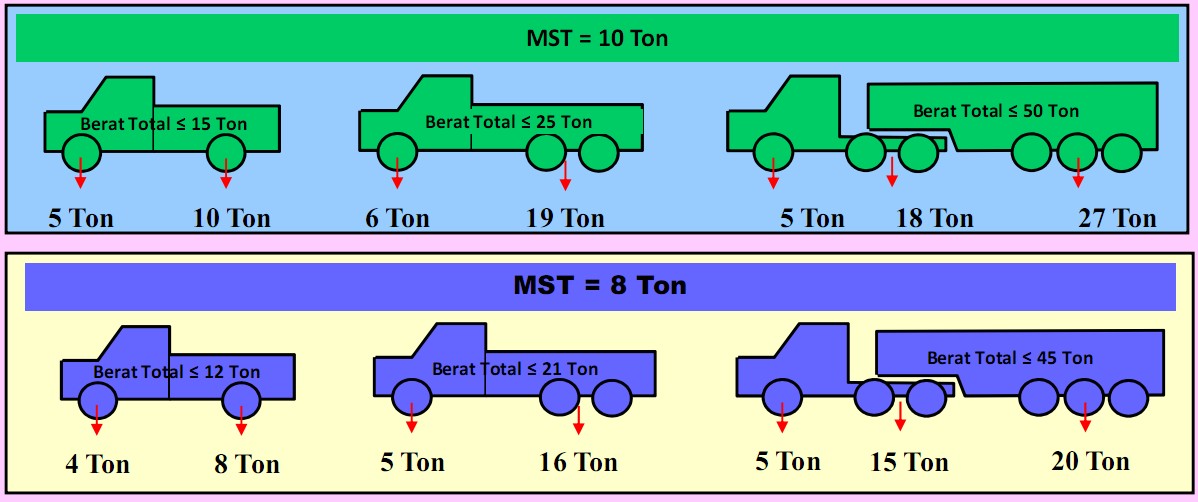 MST = 10 Ton
Berat Total ≤ 15 Ton
Berat Total ≤ 25 Ton
Berat Total ≤ 50 Ton
5 Ton
10 Ton
6 Ton
19 Ton
5 Ton
18 Ton
27 Ton
MST = 8 Ton
Berat Total ≤ 12 Ton
Berat Total ≤ 21 Ton
Berat Total ≤ 45 Ton
4 Ton
8 Ton
5 Ton
16 Ton
5 Ton
15 Ton
20 Ton